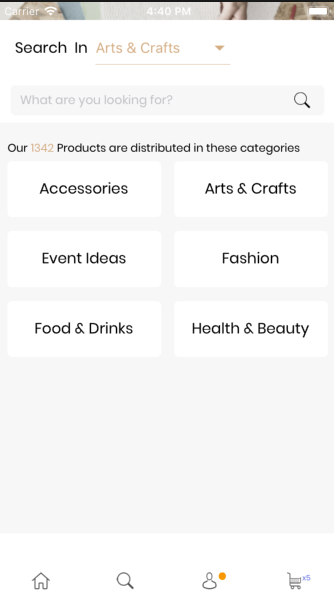 Carrier 4:40 PM
Search In Arts & Crafts
What are you looking for?
Our 1342 Products are distributed in these categories
Accessories Arts & Crafts
Event Ideas Fashion
Food & Drinks Health & Beauty
x5